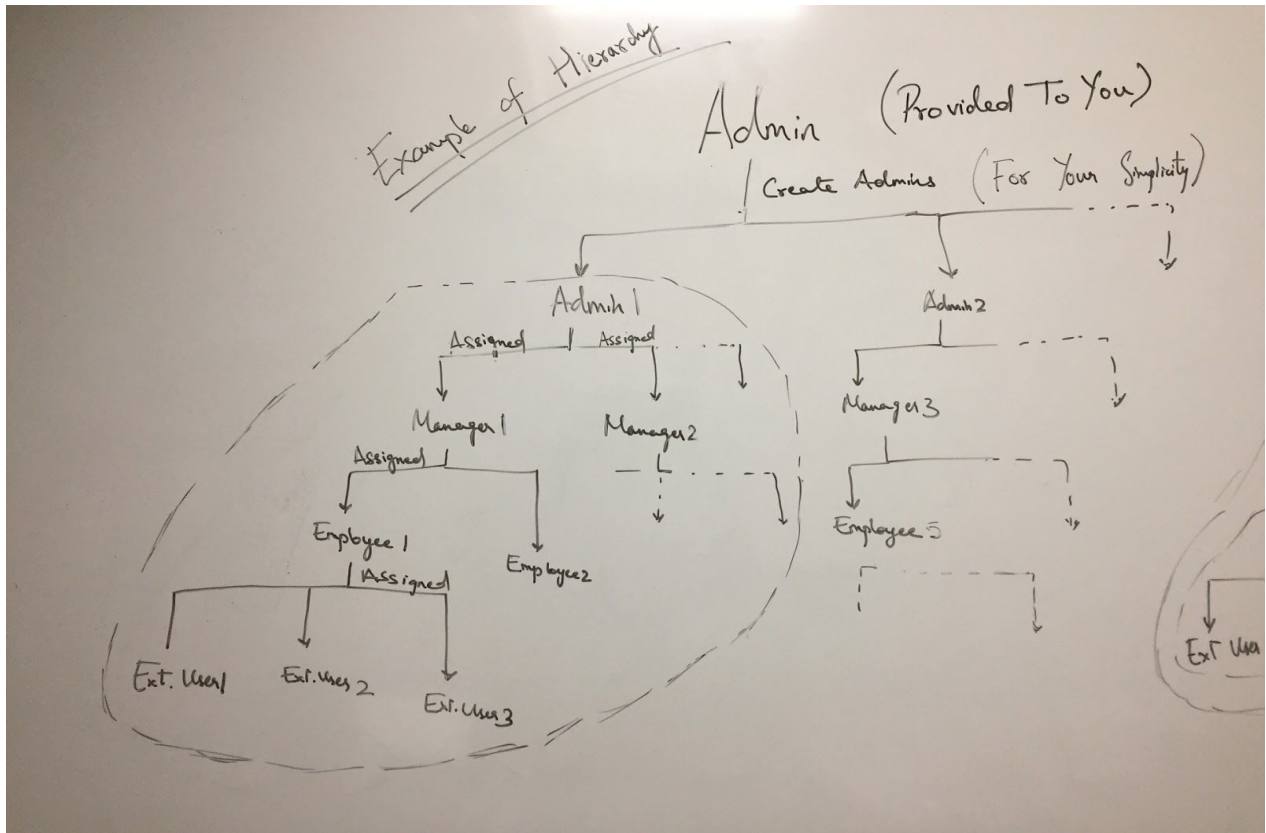 Example of Hierarchy
Admin (Provided To You)
Create Admins (For Your Simplicity)
Admin 1
Admin 2
Assigned Assigned
Manager 1
Manager 2
Manager 3
Assigned
Employee 1
Employee 2
Employee 5
Assigned
Ext. User 1
Ext. User 2
Ext. User 3
Ext User